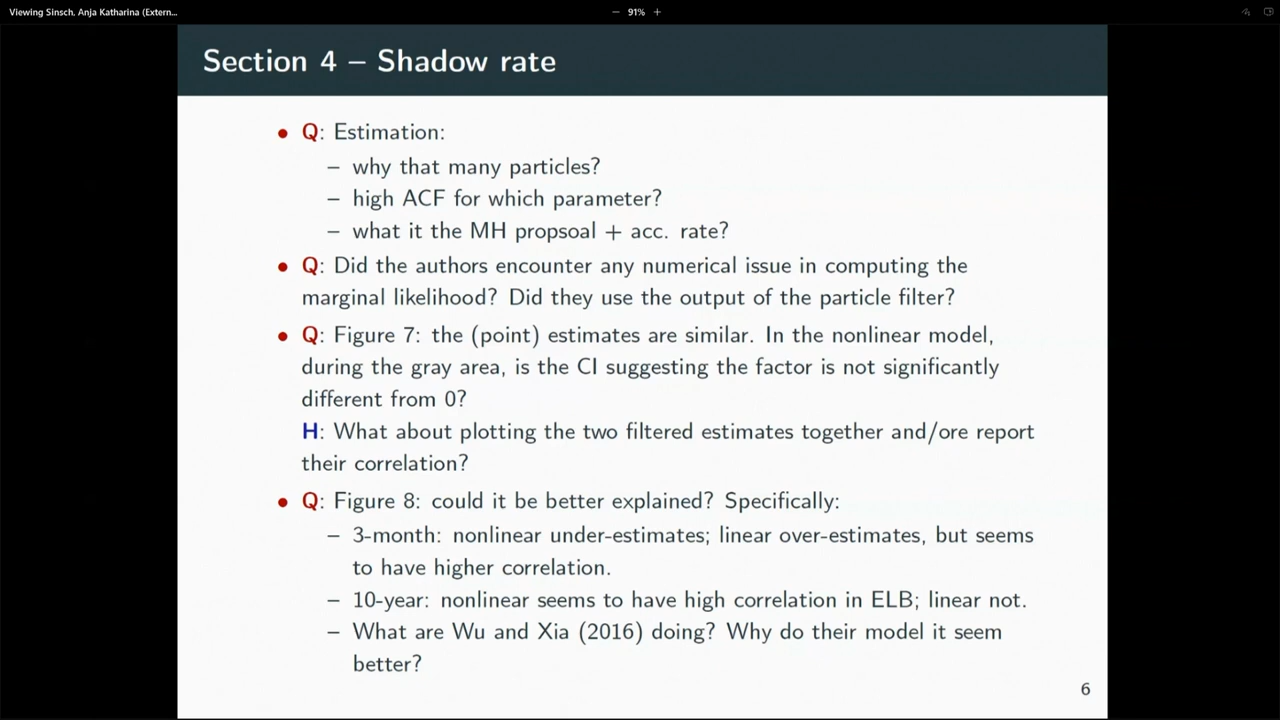 Viewing Sinsch, Anja Katharina (Extern...
− 91% +
Section 4 – Shadow rate
• Q: Estimation:
– why that many particles?
– high ACF for which parameter?
– what it the MH propsoal + acc. rate?
• Q: Did the authors encounter any numerical issue in computing the
marginal likelihood? Did they use the output of the particle filter?
• Q: Figure 7: the (point) estimates are similar. In the nonlinear model,
during the gray area, is the CI suggesting the factor is not significantly
different from 0?
H: What about plotting the two filtered estimates together and/ore report
their correlation?
• Q: Figure 8: could it be better explained? Specifically:
– 3-month: nonlinear under-estimates; linear over-estimates, but seems
to have higher correlation.
– 10-year: nonlinear seems to have high correlation in ELB; linear not.
– What are Wu and Xia (2016) doing? Why do their model it seem
better?
6